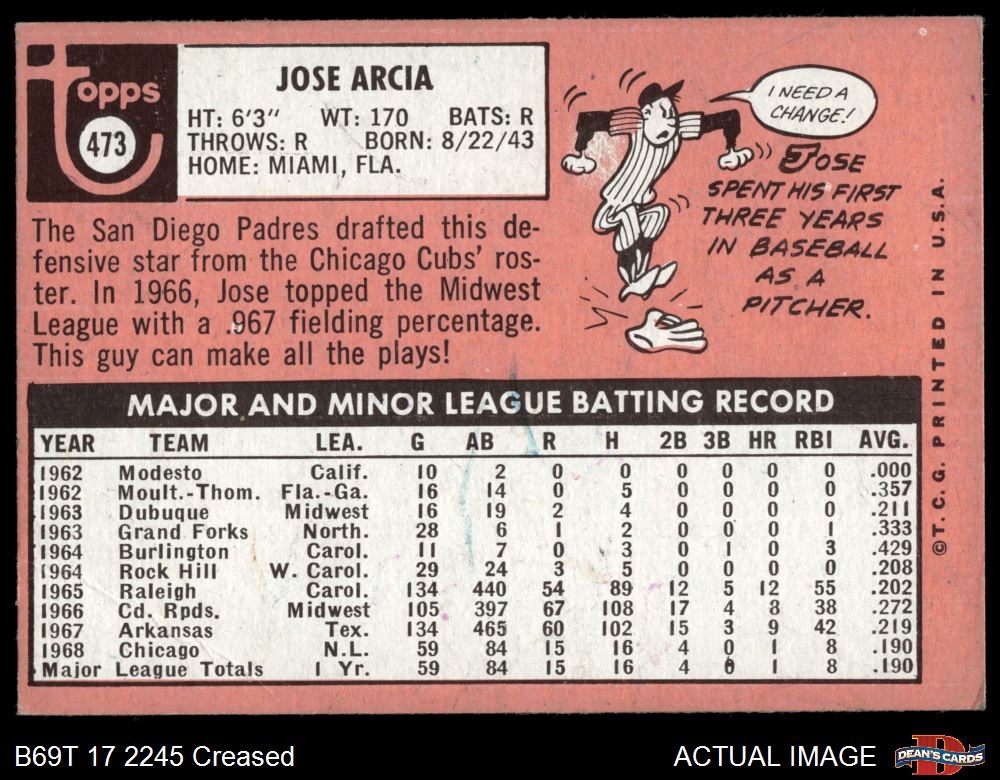 topps
473
JOSE ARCIA
HT: 6'3" WT: 170 BATS: R
THROWS: R BORN: 8/22/43
HOME: MIAMI, FLA.
The San Diego Padres drafted this de-
fensive star from the Chicago Cubs' ros-
ter. In 1966, Jose topped the Midwest
League with a .967 fielding percentage.
This guy can make all the plays!
I NEED A
CHANGE!
JOSE
SPENT HIS FIRST
THREE YEARS
IN BASEBALL
AS A
PITCHER.
©T.C.G. PRINTED IN U.S.A.
MAJOR AND MINOR LEAGUE BATTING RECORD
YEAR TEAM LEA. G AB R H 2B 3B HR RBI AVG.
1962 Modesto Calif. 10 2 0 0 0 0 0 0 .000
1962 Moult.-Thom. Fla.-Ga. 16 14 0 5 0 0 0 0 .357
1963 Dubuque Midwest 16 19 2 4 0 0 0 0 .211
1963 Grand Forks North. 28 6 1 2 0 0 0 1 .333
1964 Burlington Carol. 11 7 0 3 0 1 0 3 .429
1964 Rock Hill W. Carol. 29 24 3 5 0 0 0 0 .208
1965 Raleigh Carol. 134 440 54 89 12 5 12 55 .202
1966 Cd. Rpds. Midwest 105 397 67 108 17 4 8 38 .272
1967 Arkansas Tex. 134 465 60 102 15 3 9 42 .219
1968 Chicago N.L. 59 84 15 16 4 0 1 8 .190
Major League Totals 1 Yr. 59 84 15 16 4 0 1 8 .190
B69T 17 2245 Creased
ACTUAL IMAGE
DEAN'S CARDS